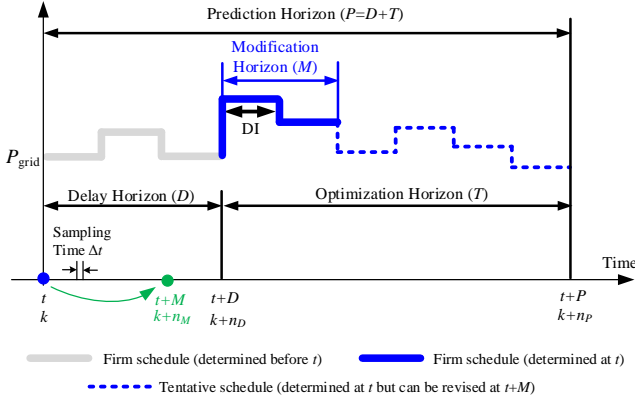 Prediction Horizon (P=D+T)
Modification
Horizon (M)
DI
P_grid
Delay Horizon (D)
Optimization Horizon (T)
Sampling
Time Δt
Time
t
t+M
t+D
t+P
k
k+n_M
k+n_D
k+n_P
Firm schedule (determined before t)
Firm schedule (determined at t)
Tentative schedule (determined at t but can be revised at t+M)